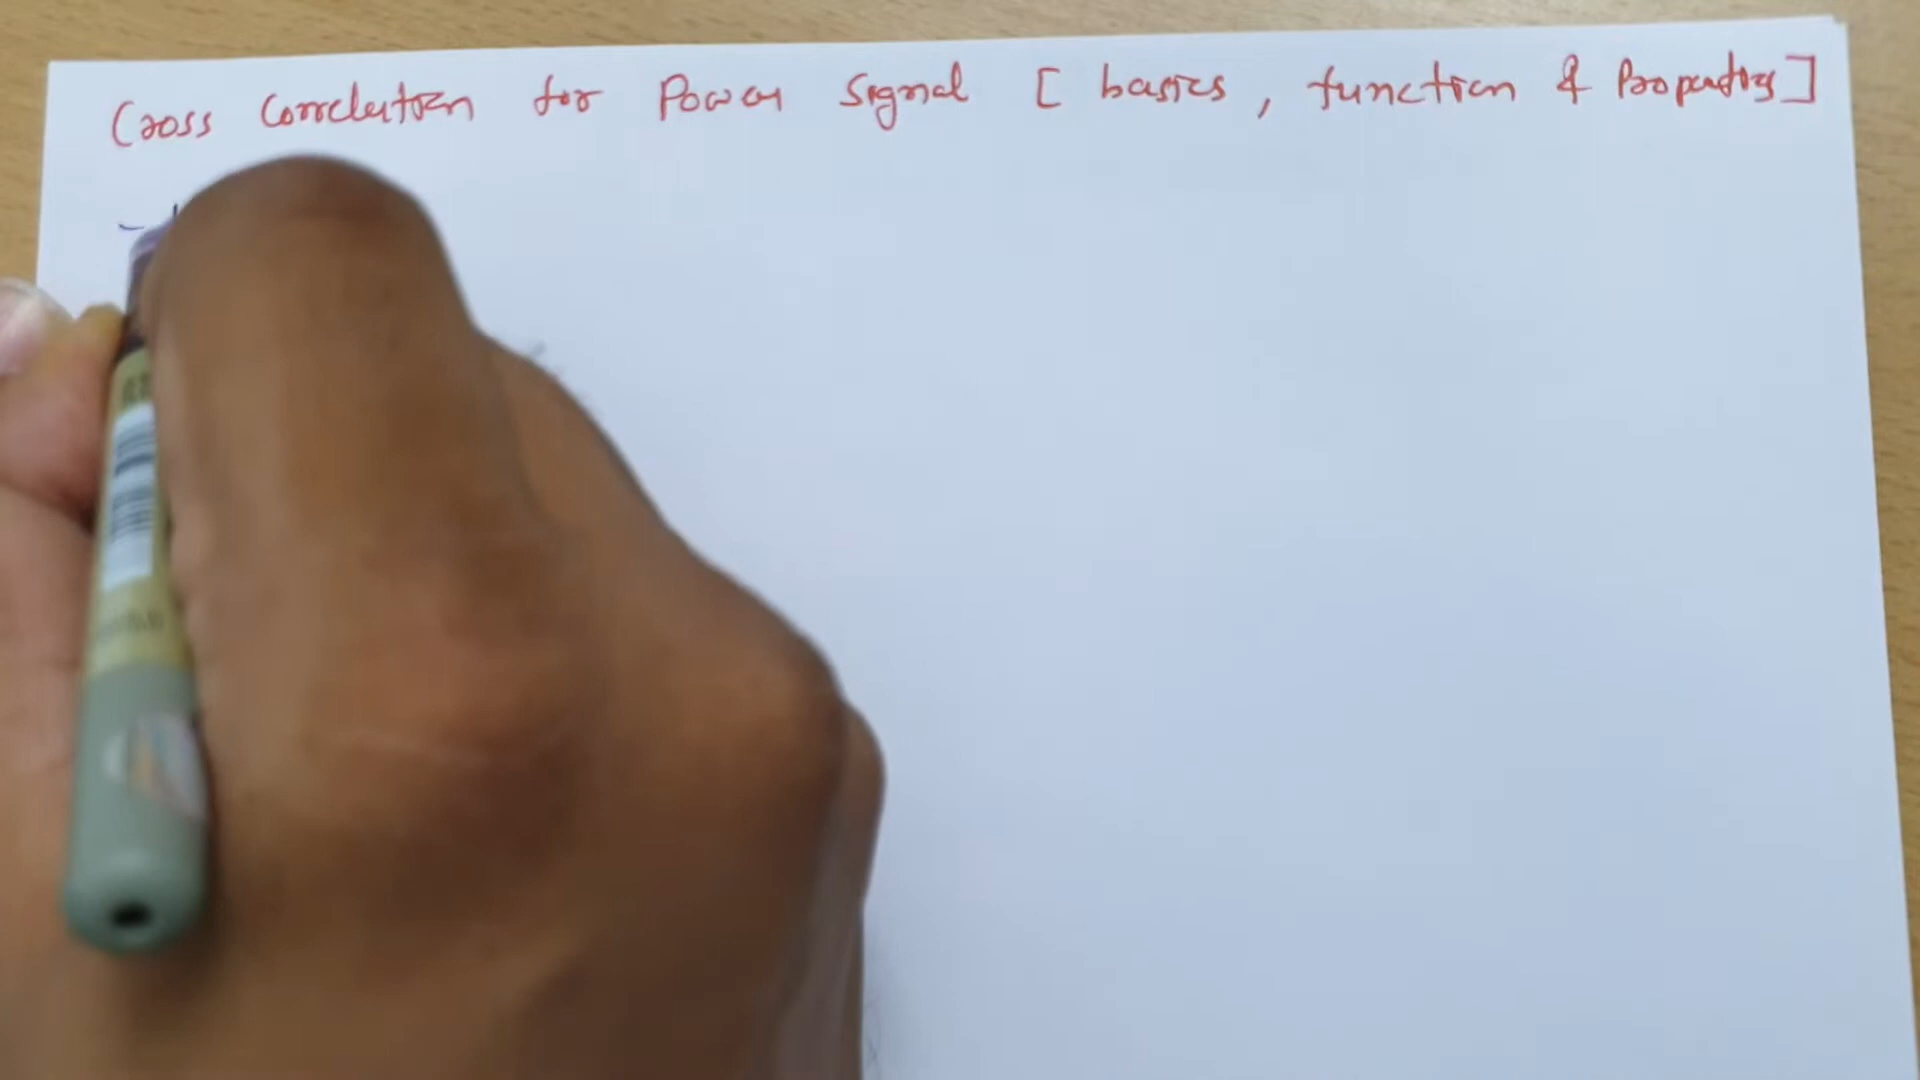 Cross Correlation for Power Signal [ basics , function & Properties ]
-